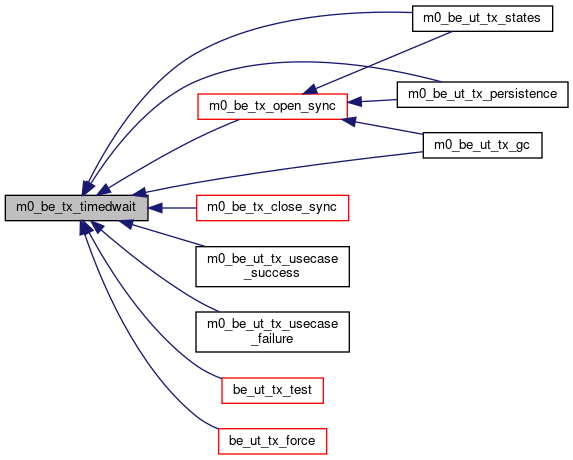 m0_be_ut_tx_states
m0_be_ut_tx_persistence
m0_be_tx_open_sync
m0_be_ut_tx_gc
m0_be_tx_timedwait
m0_be_tx_close_sync
m0_be_ut_tx_usecase
_success
m0_be_ut_tx_usecase
_failure
be_ut_tx_test
be_ut_tx_force